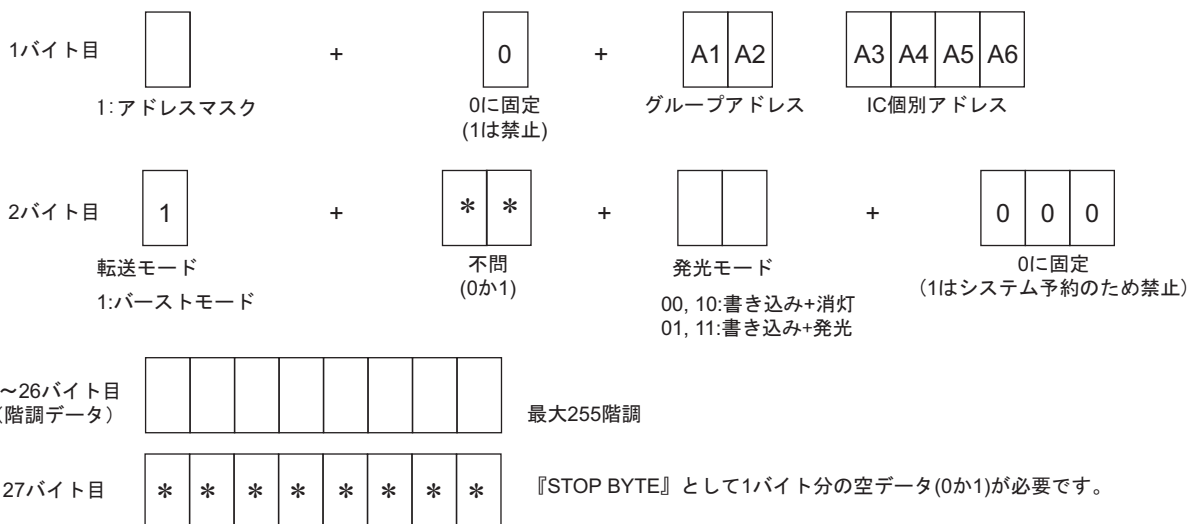 1バイト目 + 0 + A1 A2 A3 A4 A5 A6
1:アドレスマスク 0に固定 グループアドレス IC個別アドレス
(1は禁止)
2バイト目 1 + * * + + 0 0 0
転送モード 不問 発光モード 0に固定
(0か1) (1はシステム予約のため禁止)
1:バーストモード 00, 10:書き込み+消灯
01, 11:書き込み+発光
~26バイト目
(階調データ) 最大255階調
27バイト目 * * * * * * * * 『STOP BYTE』として1バイト分の空データ(0か1)が必要です。